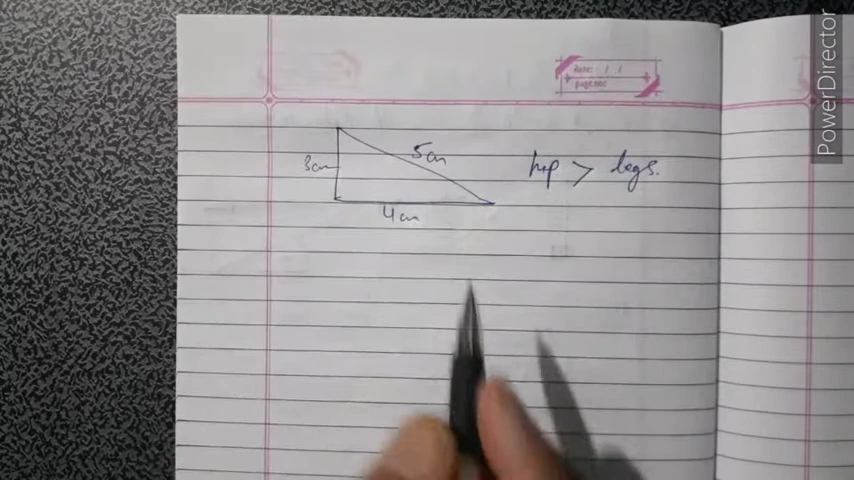 Date: / /
page no:
5cm
3cm
hyp > legs.
4cm
PowerDirector